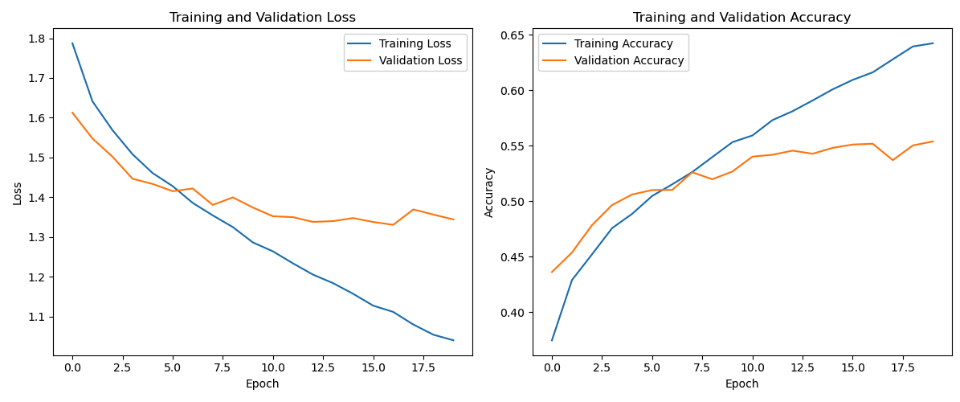 Training and Validation Loss
Training Loss
Validation Loss
Loss
1.8
1.7
1.6
1.5
1.4
1.3
1.2
1.1
0.0 2.5 5.0 7.5 10.0 12.5 15.0 17.5
Epoch
Training and Validation Accuracy
Training Accuracy
Validation Accuracy
Accuracy
0.65
0.60
0.55
0.50
0.45
0.40
0.0 2.5 5.0 7.5 10.0 12.5 15.0 17.5
Epoch